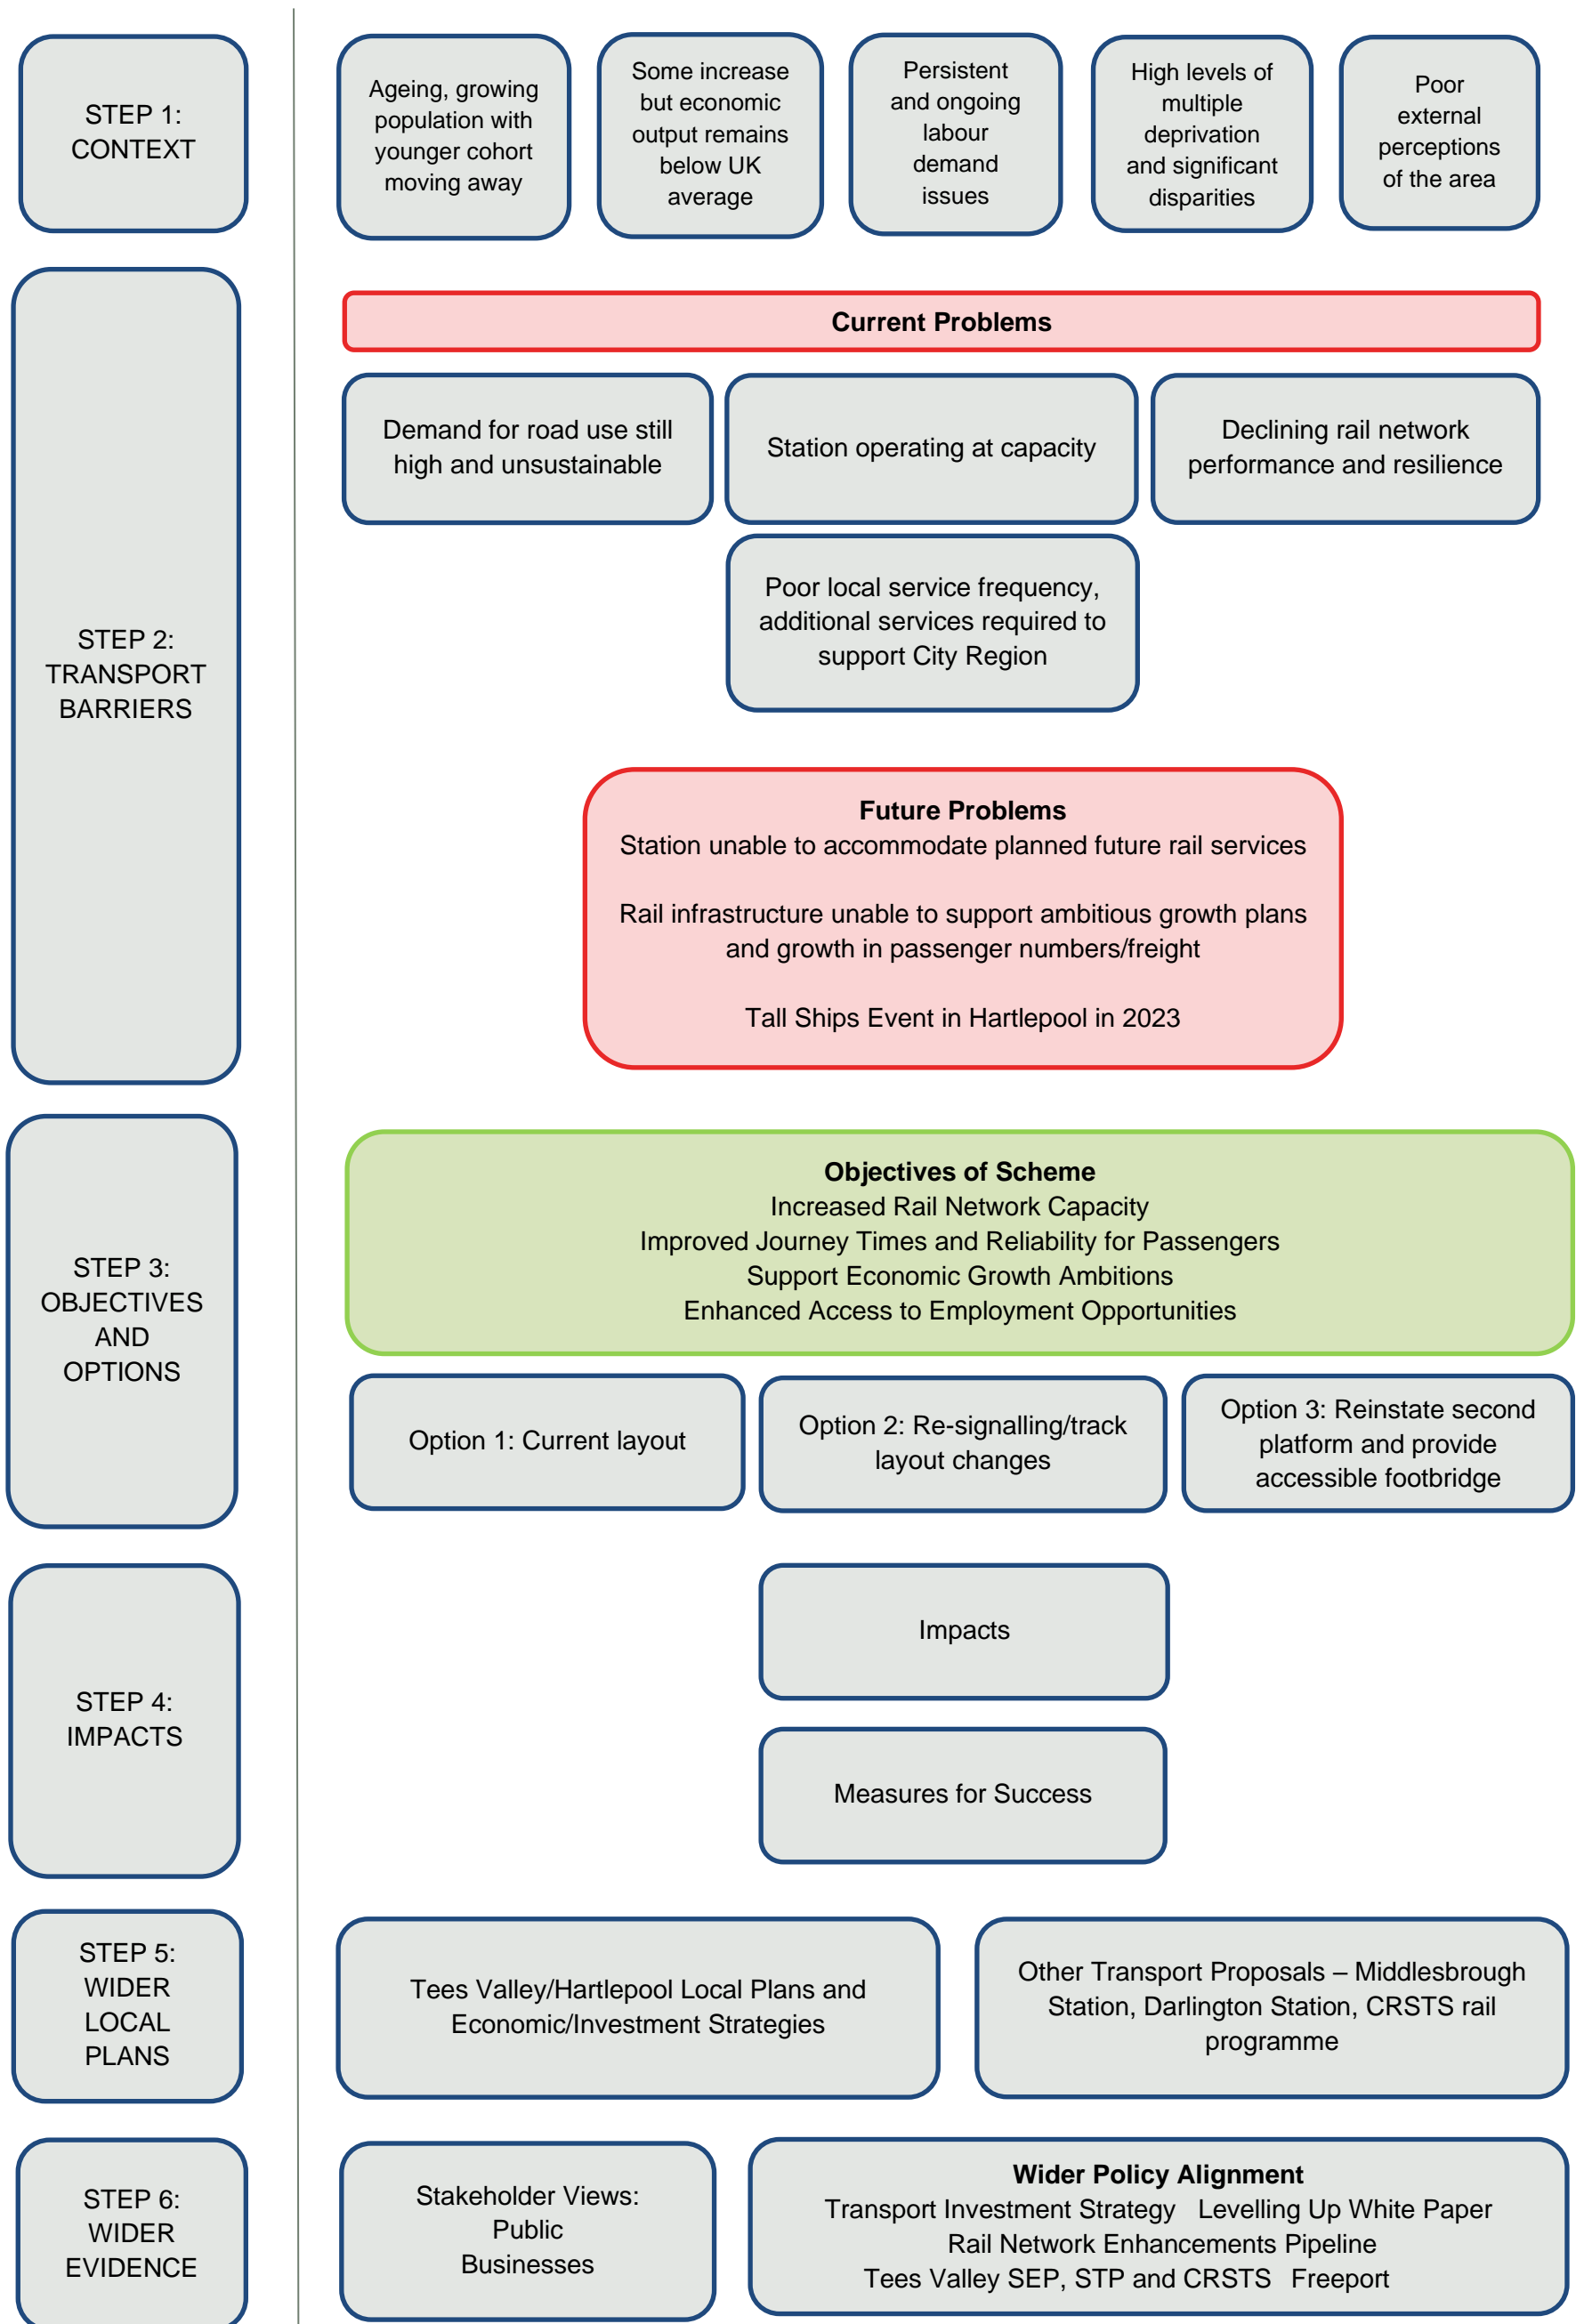 STEP 1:
CONTEXT
Ageing, growing
population with
younger cohort
moving away
Some increase
but economic
output remains
below UK
average
Persistent
and ongoing
labour
demand
issues
High levels of
multiple
deprivation
and significant
disparities
Poor
external
perceptions
of the area
STEP 2:
TRANSPORT
BARRIERS
Current Problems
Demand for road use still
high and unsustainable
Station operating at capacity
Declining rail network
performance and resilience
Poor local service frequency,
additional services required to
support City Region
Future Problems
Station unable to accommodate planned future rail services
Rail infrastructure unable to support ambitious growth plans
and growth in passenger numbers/freight
Tall Ships Event in Hartlepool in 2023
STEP 3:
OBJECTIVES
AND
OPTIONS
Objectives of Scheme
Increased Rail Network Capacity
Improved Journey Times and Reliability for Passengers
Support Economic Growth Ambitions
Enhanced Access to Employment Opportunities
Option 1: Current layout
Option 2: Re-signalling/track
layout changes
Option 3: Reinstate second
platform and provide
accessible footbridge
STEP 4:
IMPACTS
Impacts
Measures for Success
STEP 5:
WIDER
LOCAL
PLANS
Tees Valley/Hartlepool Local Plans and
Economic/Investment Strategies
Other Transport Proposals – Middlesbrough
Station, Darlington Station, CRSTS rail
programme
STEP 6:
WIDER
EVIDENCE
Stakeholder Views:
Public
Businesses
Wider Policy Alignment
Transport Investment Strategy Levelling Up White Paper
Rail Network Enhancements Pipeline
Tees Valley SEP, STP and CRSTS Freeport